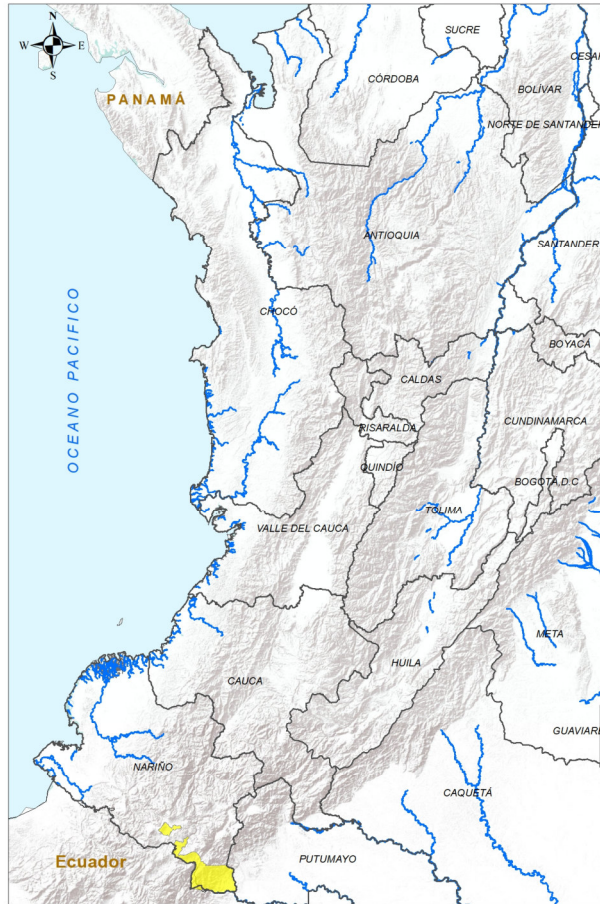 N
W E
S
PANAMÁ
SUCRE
CÓRDOBA
CESAR
BOLÍVAR
NORTE DE SANTANDER
ANTIOQUIA
SANTANDER
CHOCÓ
BOYACÁ
CALDAS
OCEANO PACIFICO
RISARALDA
CUNDINAMARCA
QUINDÍO
BOGOTÁ D.C
TOLIMA
VALLE DEL CAUCA
META
HUILA
CAUCA
GUAVIARE
NARIÑO
CAQUETÁ
Ecuador
PUTUMAYO